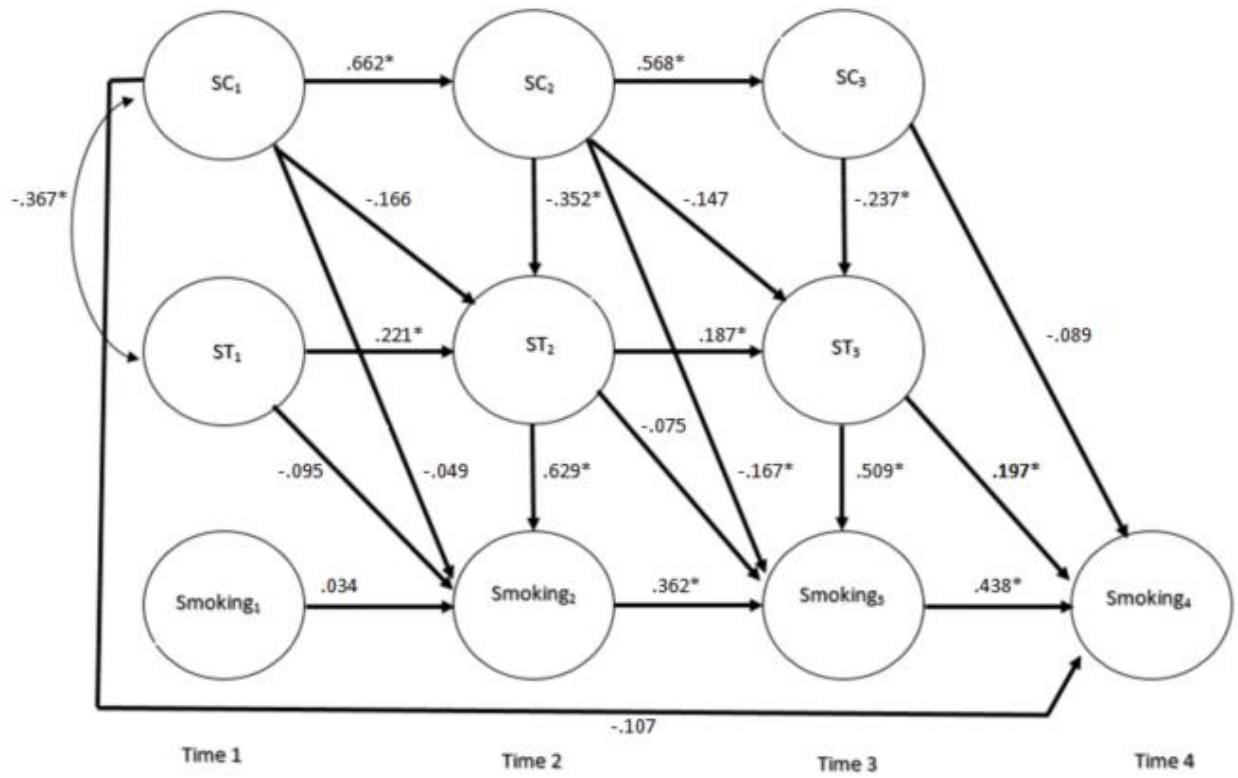 .662*
.568*
SC₁
SC₂
SC₃
-.367*
-.166
-.352*
-.147
-.237*
.221*
.187*
ST₁
ST₂
ST₃
-.089
-.075
-.095
-.049
.629*
-.167*
.509*
.197*
.034
.362*
.438*
Smoking₁
Smoking₂
Smoking₃
Smoking₄
-.107
Time 1
Time 2
Time 3
Time 4